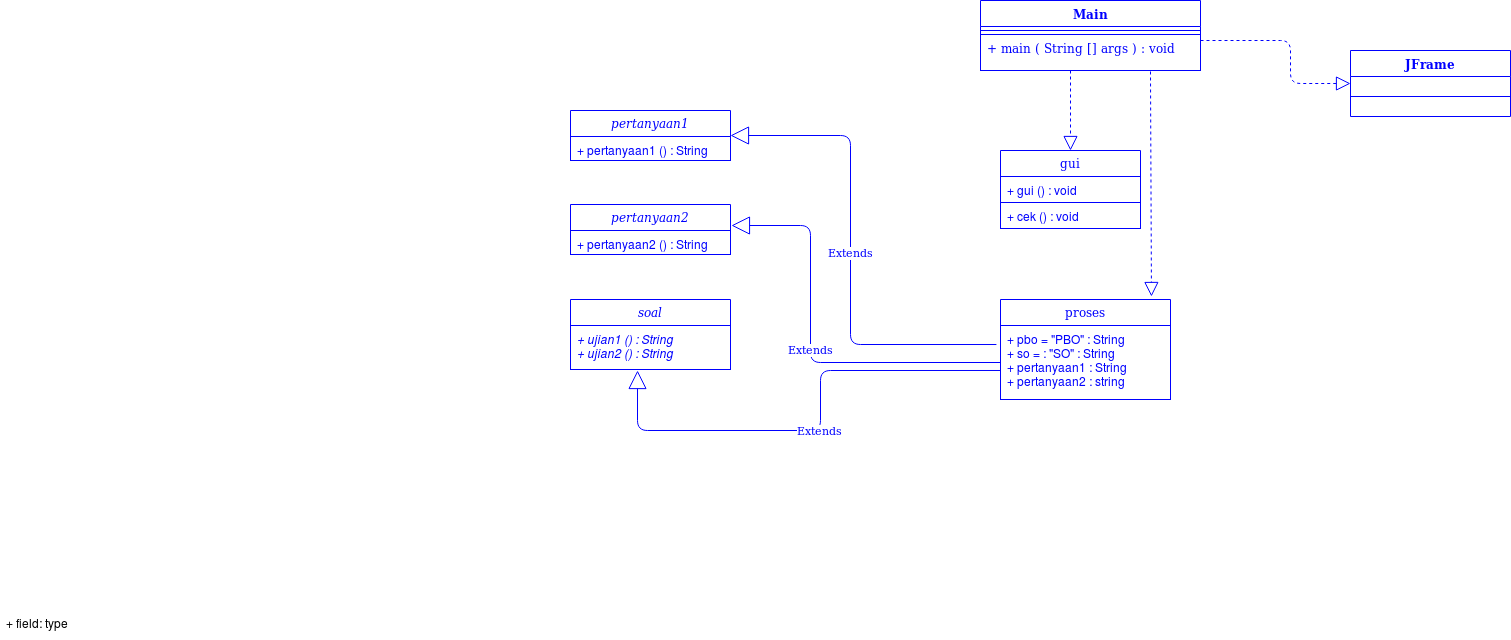 Main
+ main ( String [] args ) : void
JFrame
pertanyaan1
+ pertanyaan1 () : String
gui
+ gui () : void
+ cek () : void
pertanyaan2
+ pertanyaan2 () : String
Extends
soal
+ ujian1 () : String
+ ujian2 () : String
proses
+ pbo = "PBO" : String
+ so = : "SO" : String
+ pertanyaan1 : String
+ pertanyaan2 : string
Extends
Extends
+ field: type